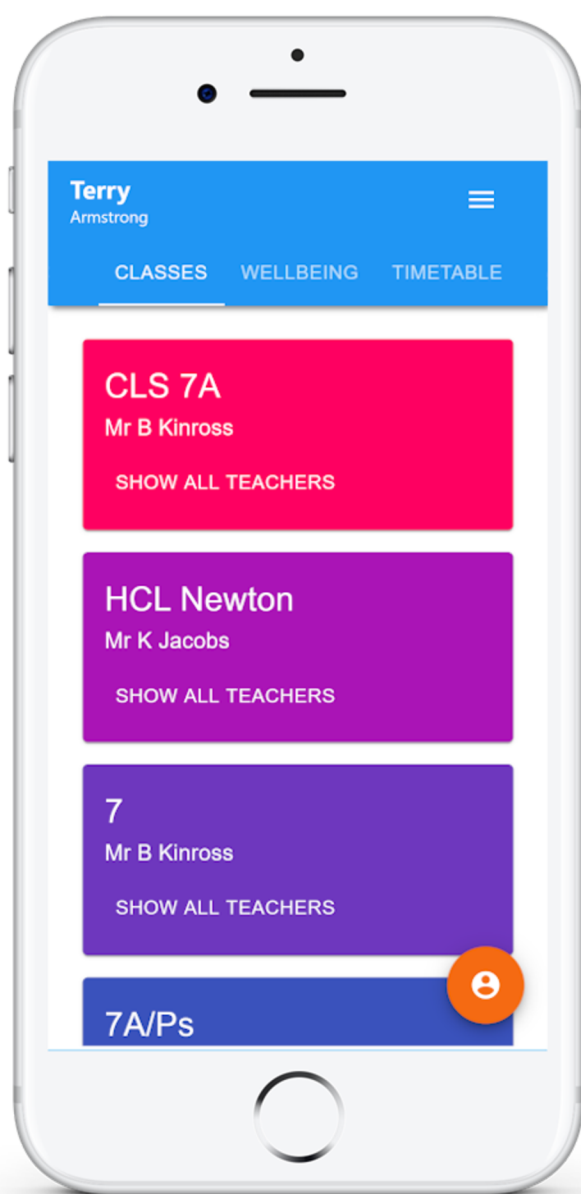 Terry
Armstrong
CLASSES WELLBEING TIMETABLE
CLS 7A
Mr B Kinross
SHOW ALL TEACHERS
HCL Newton
Mr K Jacobs
SHOW ALL TEACHERS
7
Mr B Kinross
SHOW ALL TEACHERS
7A/Ps